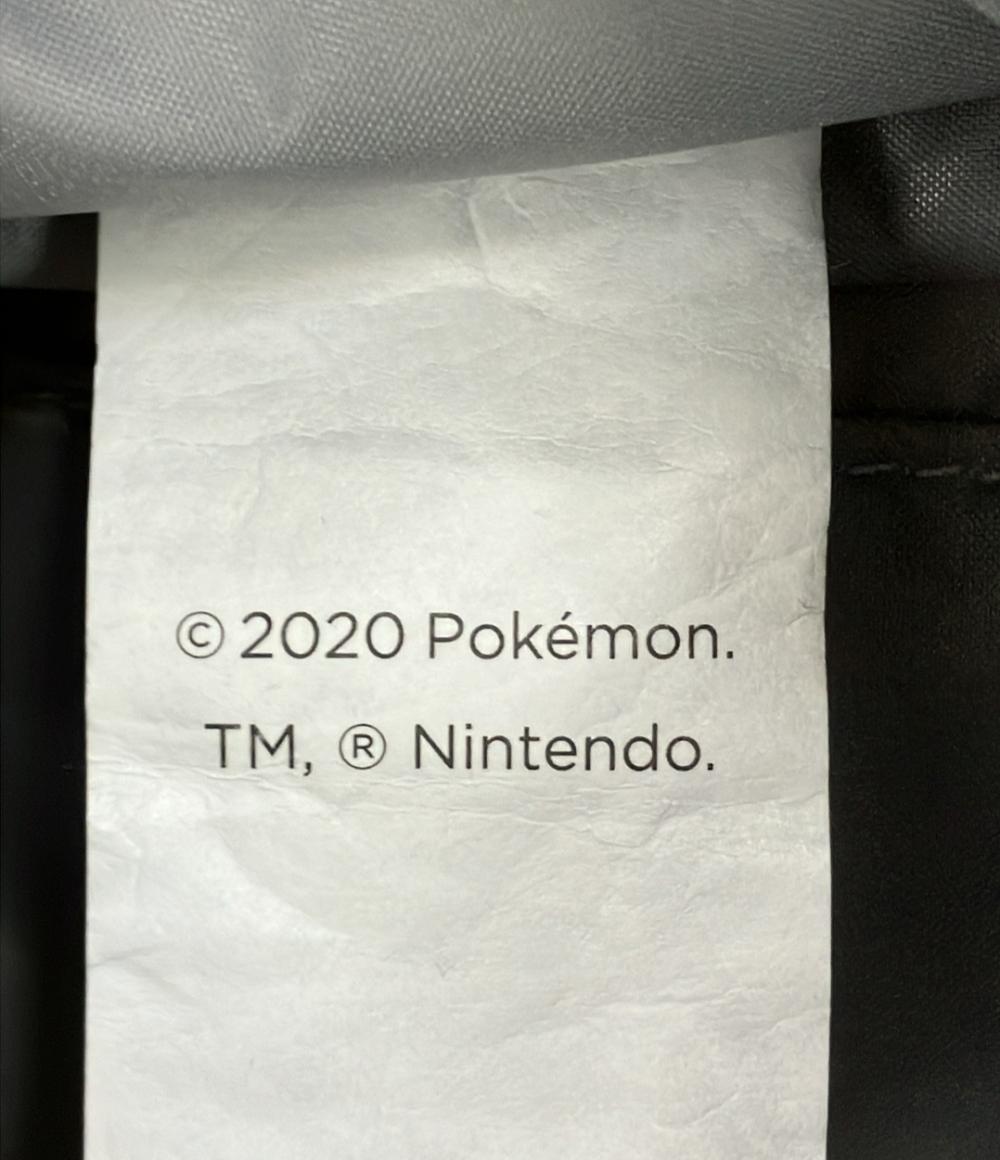 © 2020 Pokémon.
TM, ® Nintendo.